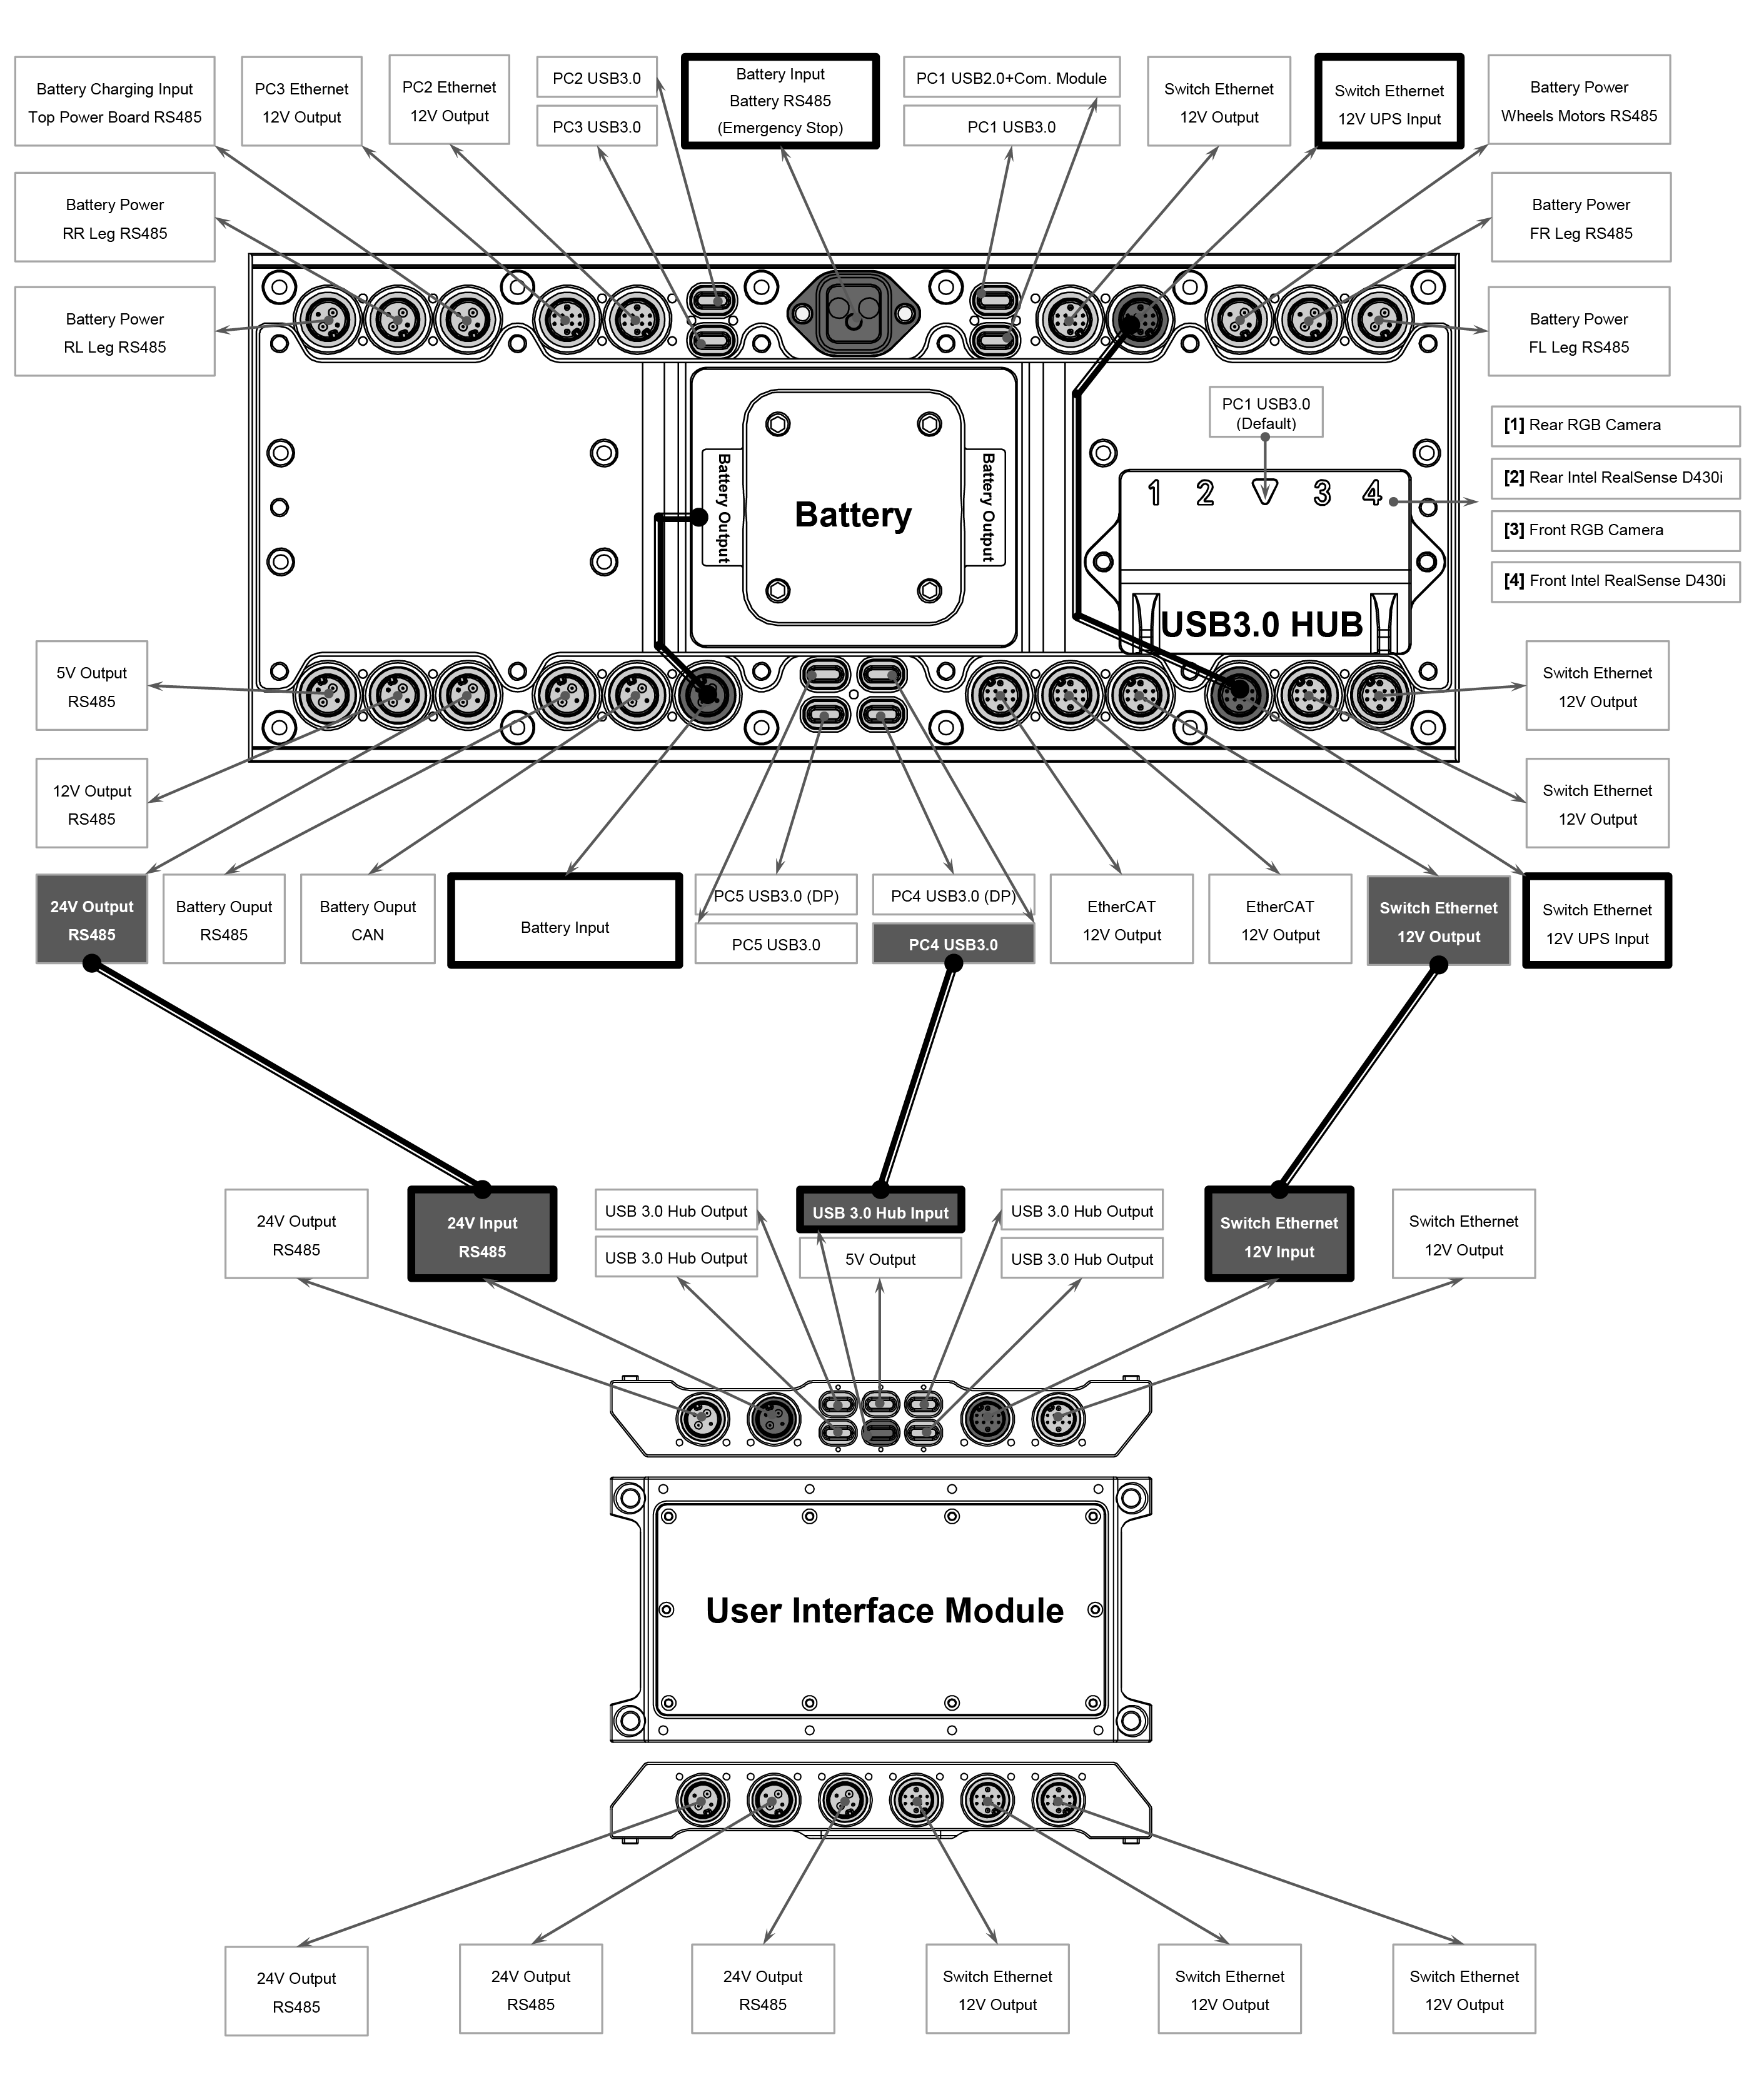 Battery Charging Input
Top Power Board RS485
PC3 Ethernet
12V Output
PC2 Ethernet
12V Output
PC2 USB3.0
PC3 USB3.0
Battery Input
Battery RS485
(Emergency Stop)
PC1 USB2.0+Com. Module
PC1 USB3.0
Switch Ethernet
12V Output
Switch Ethernet
12V UPS Input
Battery Power
Wheels Motors RS485
Battery Power
RR Leg RS485
Battery Power
FR Leg RS485
Battery Power
RL Leg RS485
Battery Power
FL Leg RS485
PC1 USB3.0
(Default)
[1] Rear RGB Camera
[2] Rear Intel RealSense D430i
[3] Front RGB Camera
[4] Front Intel RealSense D430i
Battery Output
Battery
Battery Output
1 2 3 4
USB3.0 HUB
5V Output
RS485
Switch Ethernet
12V Output
12V Output
RS485
Switch Ethernet
12V Output
24V Output
RS485
Battery Ouput
RS485
Battery Ouput
CAN
Battery Input
PC5 USB3.0 (DP)
PC5 USB3.0
PC4 USB3.0 (DP)
PC4 USB3.0
EtherCAT
12V Output
EtherCAT
12V Output
Switch Ethernet
12V Output
Switch Ethernet
12V UPS Input
24V Output
RS485
24V Input
RS485
USB 3.0 Hub Output
USB 3.0 Hub Output
USB 3.0 Hub Input
5V Output
USB 3.0 Hub Output
USB 3.0 Hub Output
Switch Ethernet
12V Input
Switch Ethernet
12V Output
User Interface Module
24V Output
RS485
24V Output
RS485
24V Output
RS485
Switch Ethernet
12V Output
Switch Ethernet
12V Output
Switch Ethernet
12V Output